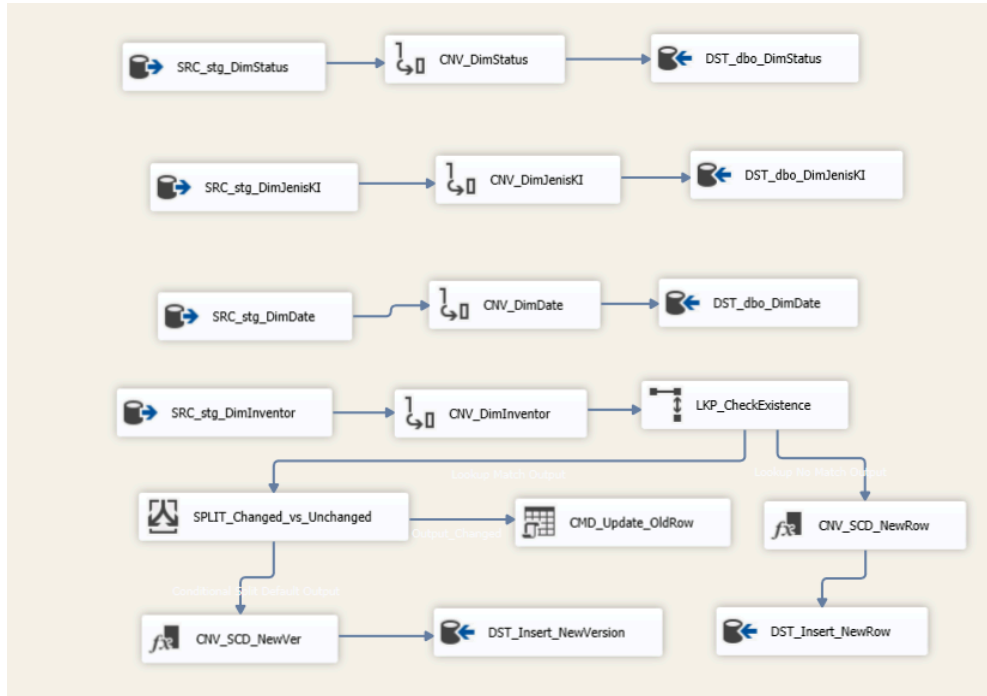 SRC_stg_DimStatus
CNV_DimStatus
DST_dbo_DimStatus
SRC_stg_DimJenisKI
CNV_DimJenisKI
DST_dbo_DimJenisKI
SRC_stg_DimDate
CNV_DimDate
DST_dbo_DimDate
SRC_stg_DimInventor
CNV_DimInventor
LKP_CheckExistence
Lookup Match Output
Lookup No Match Output
SPLIT_Changed_vs_Unchanged
CMD_Update_OldRow
CNV_SCD_NewRow
Output_Changed
Conditional Split Default Output
CNV_SCD_NewVer
DST_Insert_NewVersion
DST_Insert_NewRow